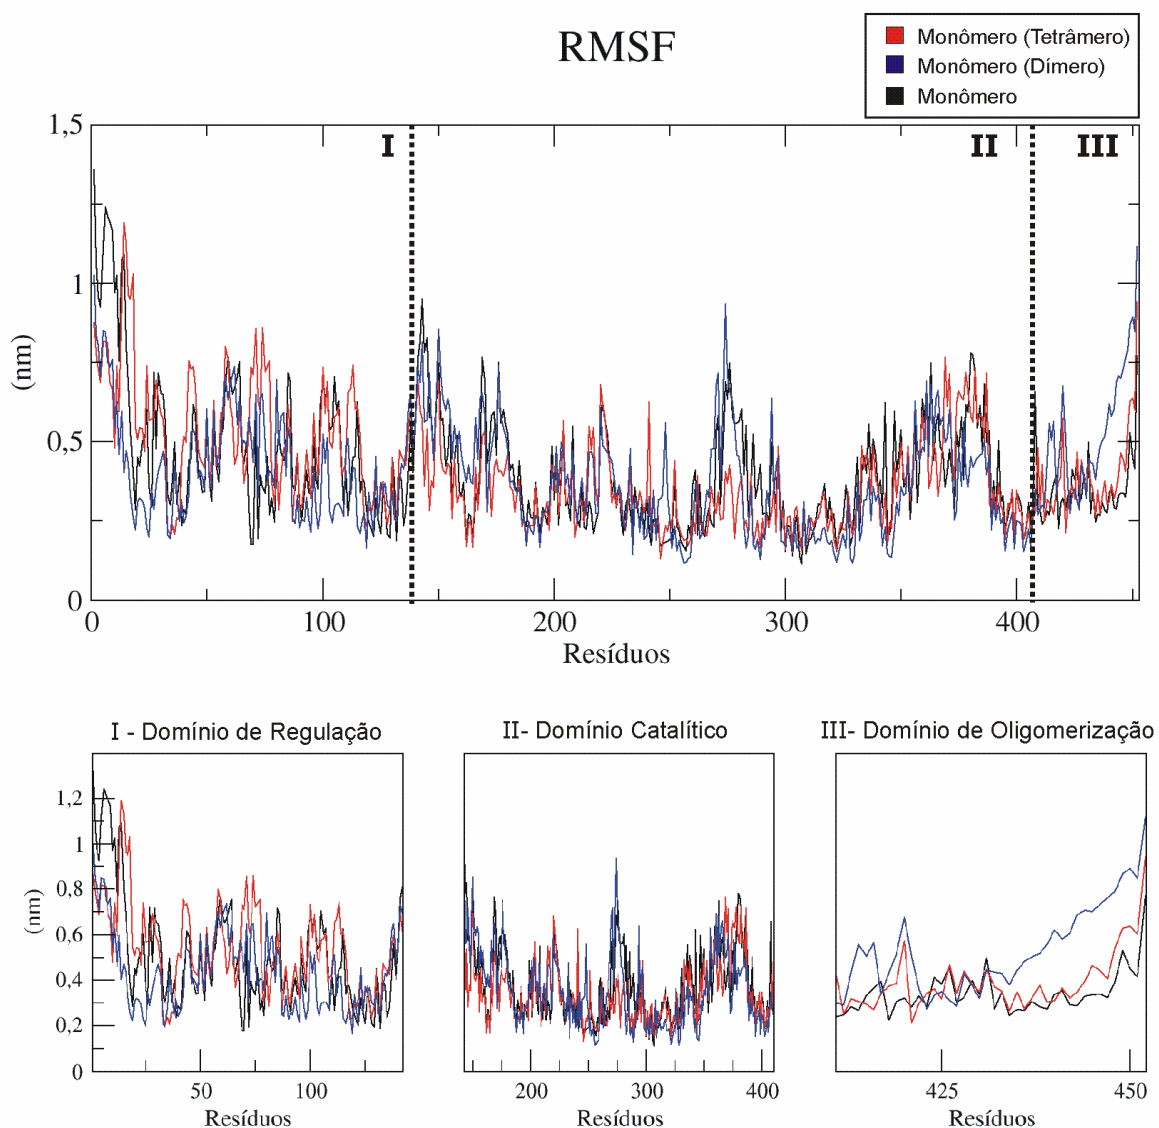 RMSF
Monômero (Tetrâmero)
Monômero (Dímero)
Monômero
1,5
I
II
III
1
(nm)
0,5
0
0
100
200
300
400
Resíduos
I - Domínio de Regulação
II- Domínio Catalítico
III- Domínio de Oligomerização
1,2
1
0,8
(nm)
0,6
0,4
0,2
0
50
100
200
300
400
425
450
Resíduos
Resíduos
Resíduos